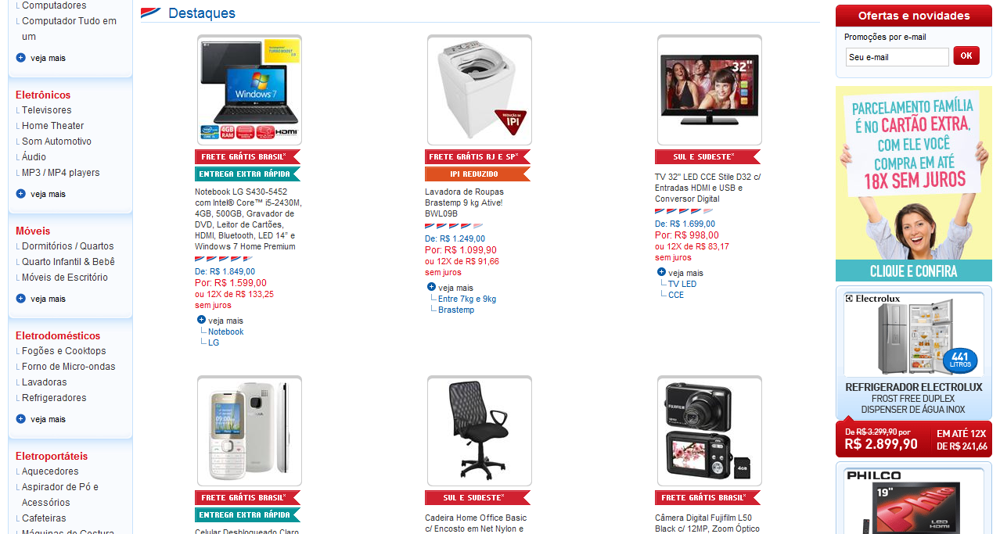 Computadores
Computador Tudo em
um
veja mais
Eletrônicos
Televisores
Home Theater
Som Automotivo
Áudio
MP3 / MP4 players
veja mais
Móveis
Dormitórios / Quartos
Quarto Infantil & Bebê
Móveis de Escritório
veja mais
Eletrodomésticos
Fogões e Cooktops
Forno de Micro-ondas
Lavadoras
Refrigeradores
veja mais
Eletroportáteis
Aquecedores
Aspirador de Pó e
Acessórios
Cafeteiras
Máquinas de Costura
Destaques
Windows 7
4GB
RAM
HDMI
FRETE GRÁTIS BRASIL*
ENTREGA EXTRA RÁPIDA
Notebook LG S430-5452
com Intel® Core™ i5-2430M,
4GB, 500GB, Gravador de
DVD, Leitor de Cartões,
HDMI, Bluetooth, LED 14” e
Windows 7 Home Premium
De: R$ 1.849,00
Por: R$ 1.599,00
ou 12X de R$ 133,25
sem juros
veja mais
Notebook
LG
REDUÇÃO DE
IPI
FRETE GRÁTIS RJ E SP*
IPI REDUZIDO
Lavadora de Roupas
Brastemp 9 kg Ative!
BWL09B
De: R$ 1.249,00
Por: R$ 1.099,90
ou 12X de R$ 91,66
sem juros
veja mais
Entre 7kg e 9kg
Brastemp
32"
SUL E SUDESTE*
TV 32" LED CCE Stile D32 c/
Entradas HDMI e USB e
Conversor Digital
De: R$ 1.699,00
Por: R$ 998,00
ou 12X de R$ 83,17
sem juros
veja mais
TV LED
CCE
FRETE GRÁTIS BRASIL*
ENTREGA EXTRA RÁPIDA
Celular Desbloqueado Claro
SUL E SUDESTE*
Cadeira Home Office Basic
c/ Encosto em Net Nylon e
FUJIFILM
4GB
FRETE GRÁTIS BRASIL*
Câmera Digital Fujifilm L50
Black c/ 12MP, Zoom Óptico
Ofertas e novidades
Promoções por e-mail
Seu e-mail
OK
PARCELAMENTO FAMÍLIA
É NO CARTÃO EXTRA,
COM ELE VOCÊ
COMPRA EM ATÉ
18X SEM JUROS
CLIQUE E CONFIRA
Electrolux
441
LITROS
REFRIGERADOR ELECTROLUX
FROST FREE DUPLEX
DISPENSER DE ÁGUA INOX
De R$ 3.299,90 por
R$ 2.899,90
EM ATÉ 12X
DE R$ 241,66
PHILCO
19"
Philco
LED
HDMI